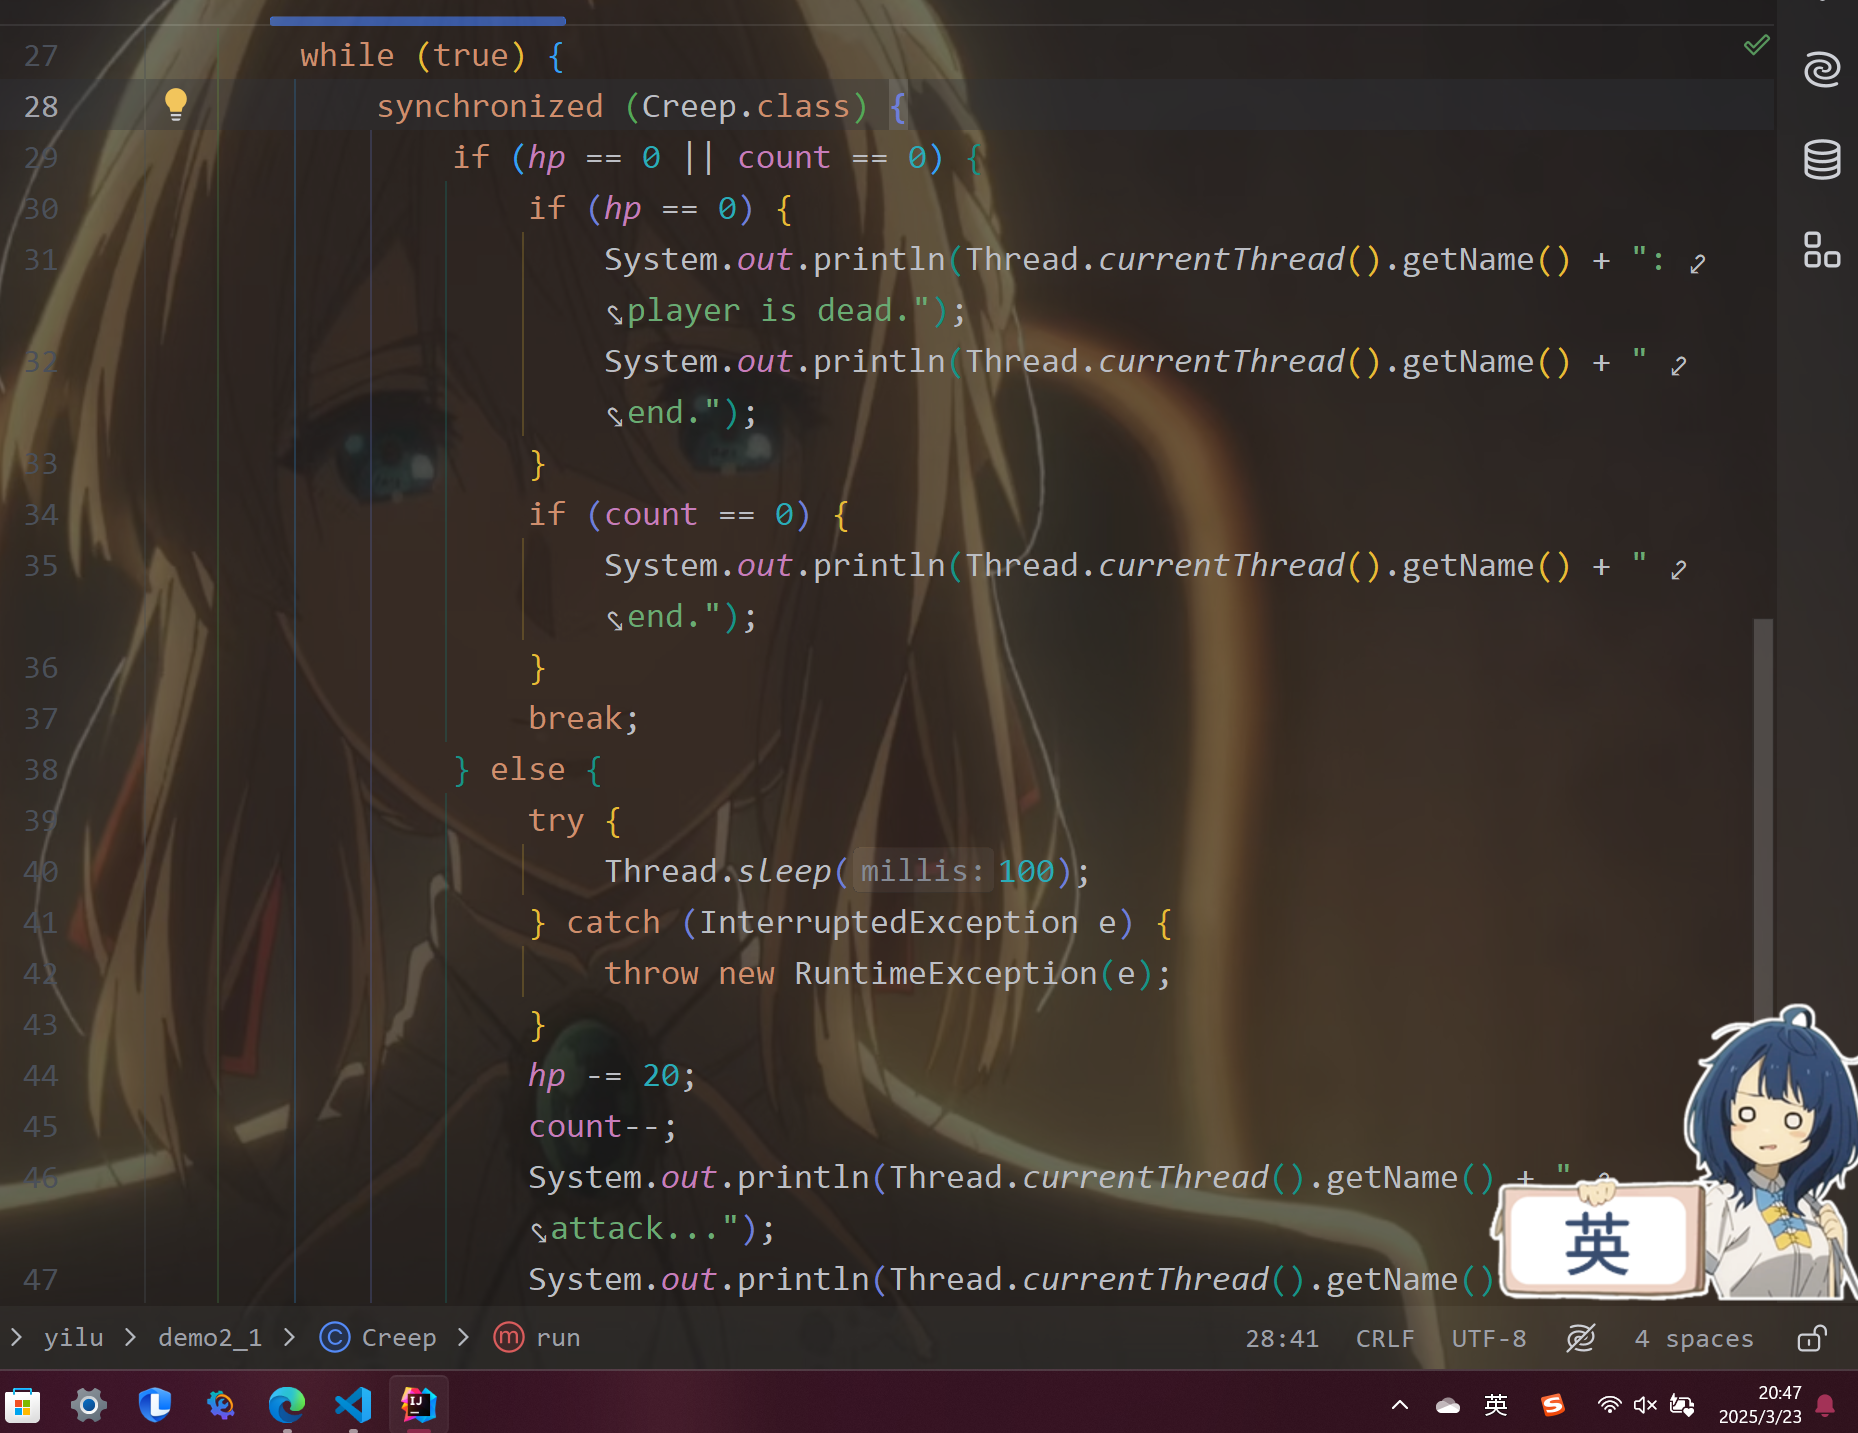 27 while (true) {
28 synchronized (Creep.class) {
29 if (hp == 0 || count == 0) {
30 if (hp == 0) {
31 System.out.println(Thread.currentThread().getName() + ":
player is dead.");
32 System.out.println(Thread.currentThread().getName() + "
end.");
33 }
34 if (count == 0) {
35 System.out.println(Thread.currentThread().getName() + "
end.");
36 }
37 break;
38 } else {
39 try {
40 Thread.sleep( millis: 100);
41 } catch (InterruptedException e) {
42 throw new RuntimeException(e);
43 }
44 hp -= 20;
45 count--;
46 System.out.println(Thread.currentThread().getName() + "
attack...");
47 System.out.println(Thread.currentThread().getName()
英
> yilu > demo2_1 > C Creep > m run 28:41 CRLF UTF-8 4 spaces
英 20:47
2025/3/23